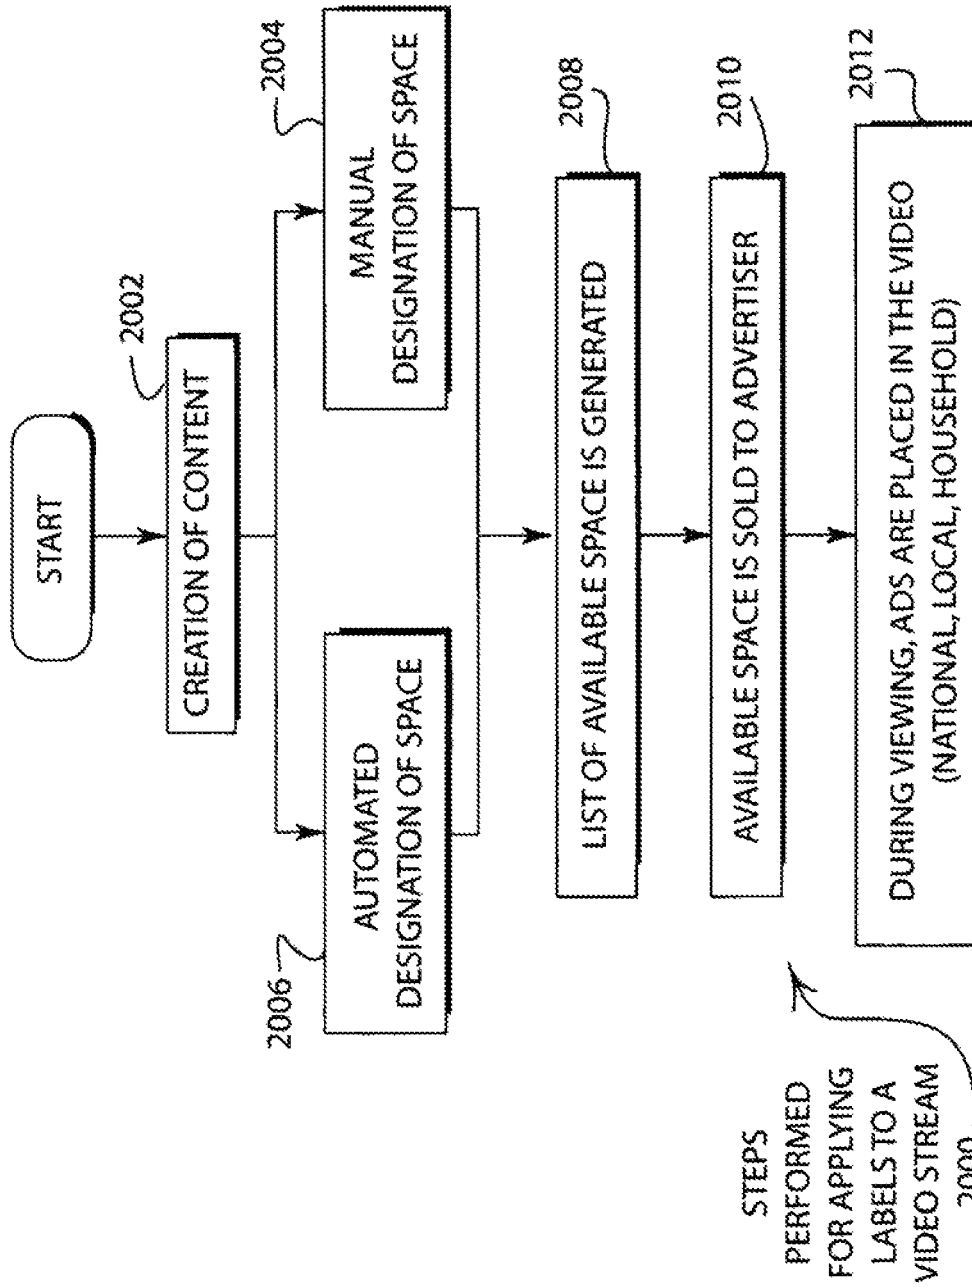 START
CREATION OF CONTENT
2002
AUTOMATED
DESIGNATION OF SPACE
2006
MANUAL
DESIGNATION OF SPACE
2004
LIST OF AVAILABLE SPACE IS GENERATED
2008
AVAILABLE SPACE IS SOLD TO ADVERTISER
2010
DURING VIEWING, ADS ARE PLACED IN THE VIDEO
(NATIONAL, LOCAL, HOUSEHOLD)
2012
STEPS
PERFORMED
FOR APPLYING
LABELS TO A
VIDEO STREAM
2000